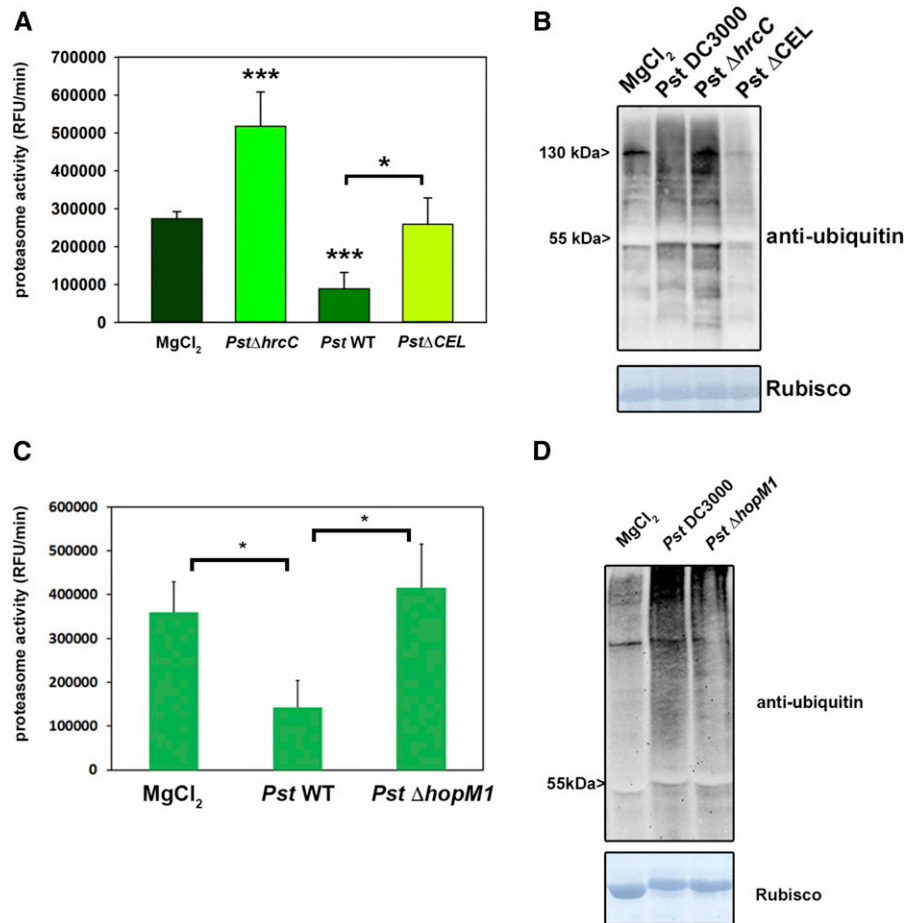 A
proteasome activity (RFU/min)
700000
600000
500000
400000
300000
200000
100000
0
***
***
*
MgCl₂
PstΔhrcC
Pst WT
PstΔCEL
B
MgCl₂
Pst DC3000
Pst ΔhrcC
Pst ΔCEL
130 kDa>
55 kDa>
anti-ubiquitin
Rubisco
C
proteasome activity (RFU/min)
600000
500000
400000
300000
200000
100000
0
*
*
MgCl₂
Pst WT
Pst ΔhopM1
D
MgCl₂
Pst DC3000
Pst ΔhopM1
55kDa>
anti-ubiquitin
Rubisco